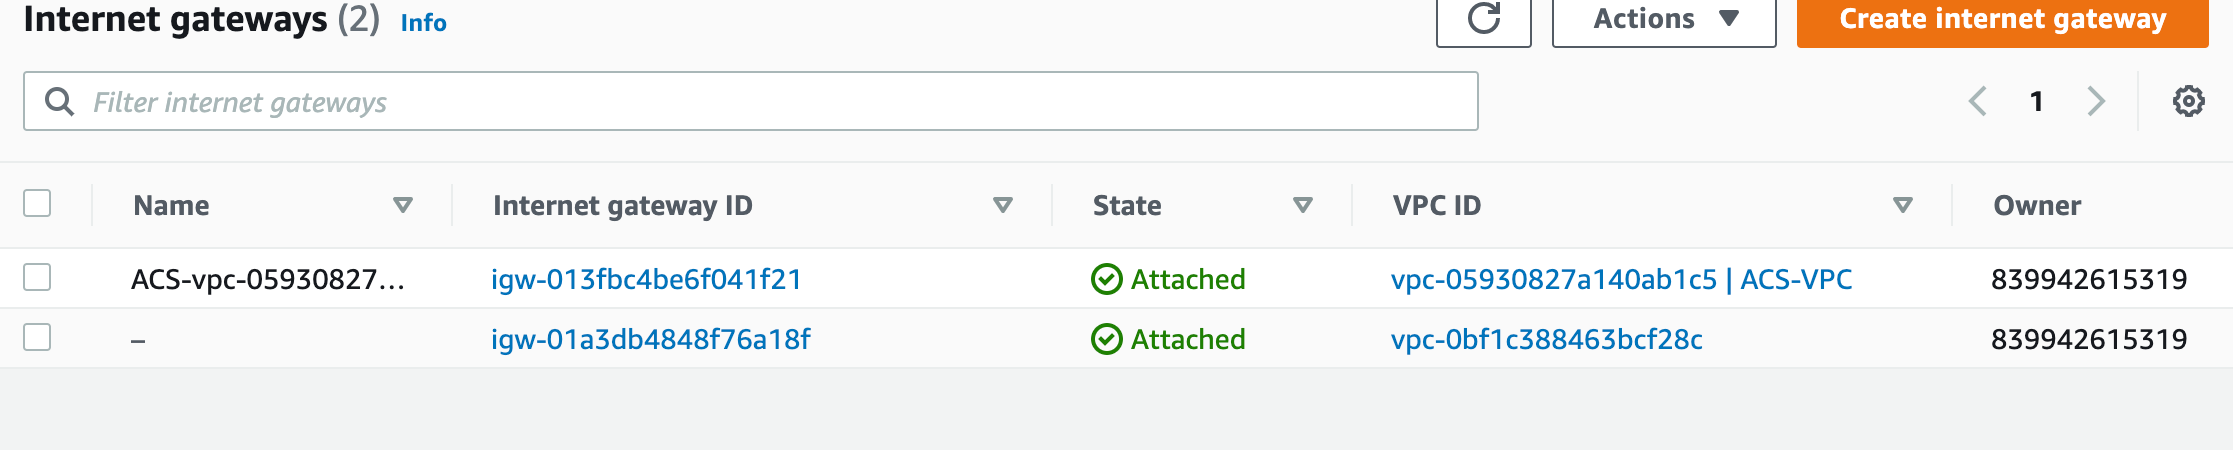 Internet gateways (2) Info Actions Create internet gateway
Filter internet gateways 1
Name Internet gateway ID State VPC ID Owner
ACS-vpc-05930827... igw-013fbc4be6f041f21 Attached vpc-05930827a140ab1c5 | ACS-VPC 839942615319
– igw-01a3db4848f76a18f Attached vpc-0bf1c388463bcf28c 839942615319